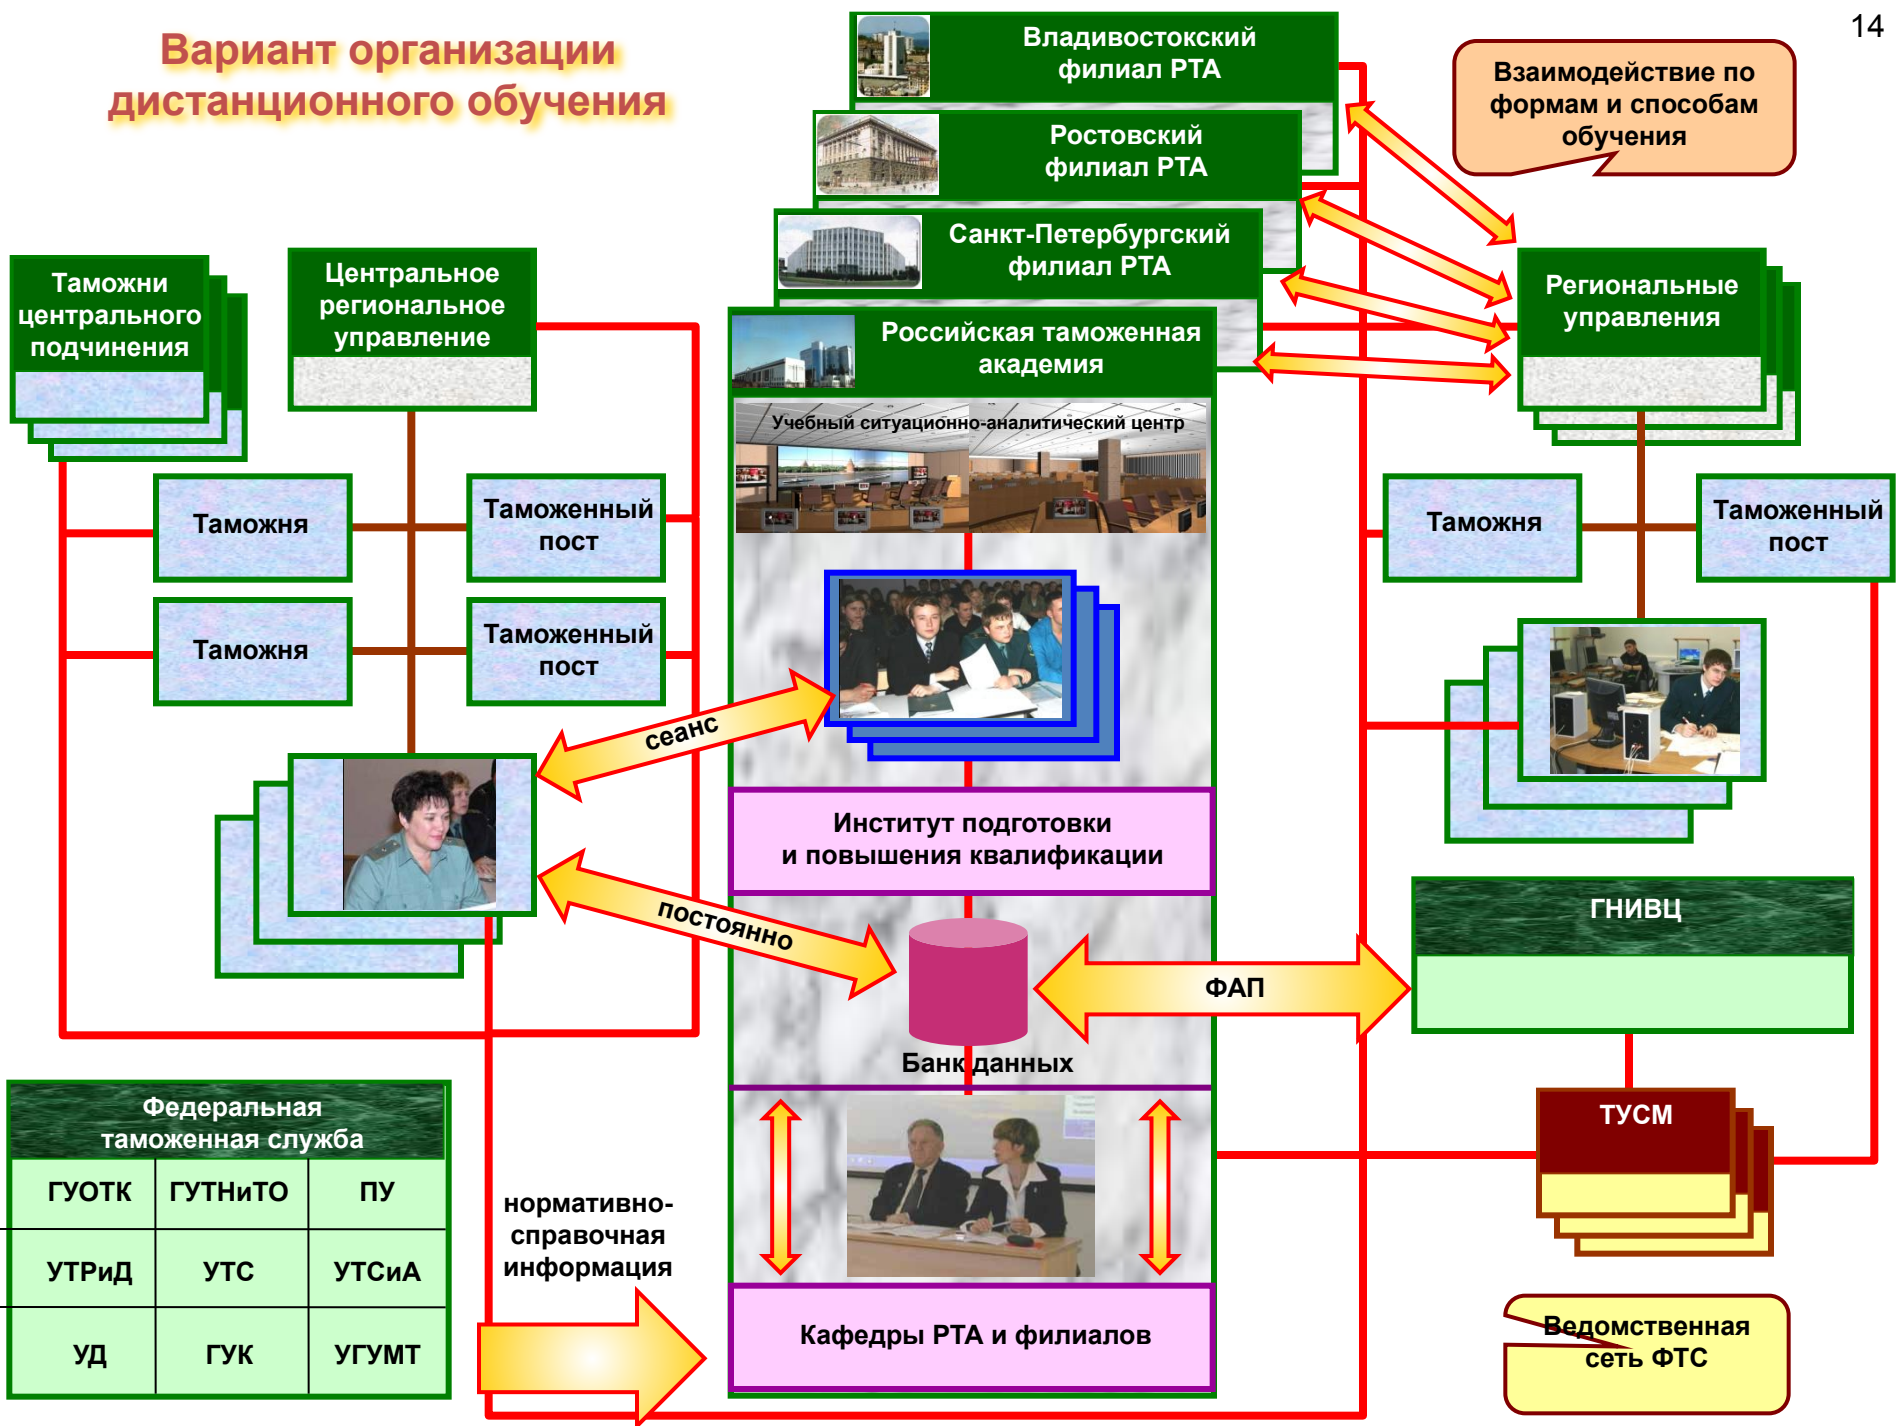 14
Вариант организации
дистанционного обучения
Владивостокский
филиал РТА
Ростовский
филиал РТА
Санкт-Петербургский
филиал РТА
Российская таможенная
академия
Учебный ситуационно-аналитический центр
Взаимодействие по
формам и способам
обучения
Таможни
центрального
подчинения
Центральное
региональное
управление
Региональные
управления
Таможня
Таможенный
пост
Таможня
Таможенный
пост
Таможня
Таможенный
пост
сеанс
постоянно
Институт подготовки
и повышения квалификации
Банк данных
ФАП
ГНИВЦ
ТУСМ
Федеральная
таможенная служба
ГУОТК ГУТНиТО ПУ
УТРиД УТС УТСиА
УД ГУК УГУМТ
нормативно-
справочная
информация
Кафедры РТА и филиалов
Ведомственная
сеть ФТС